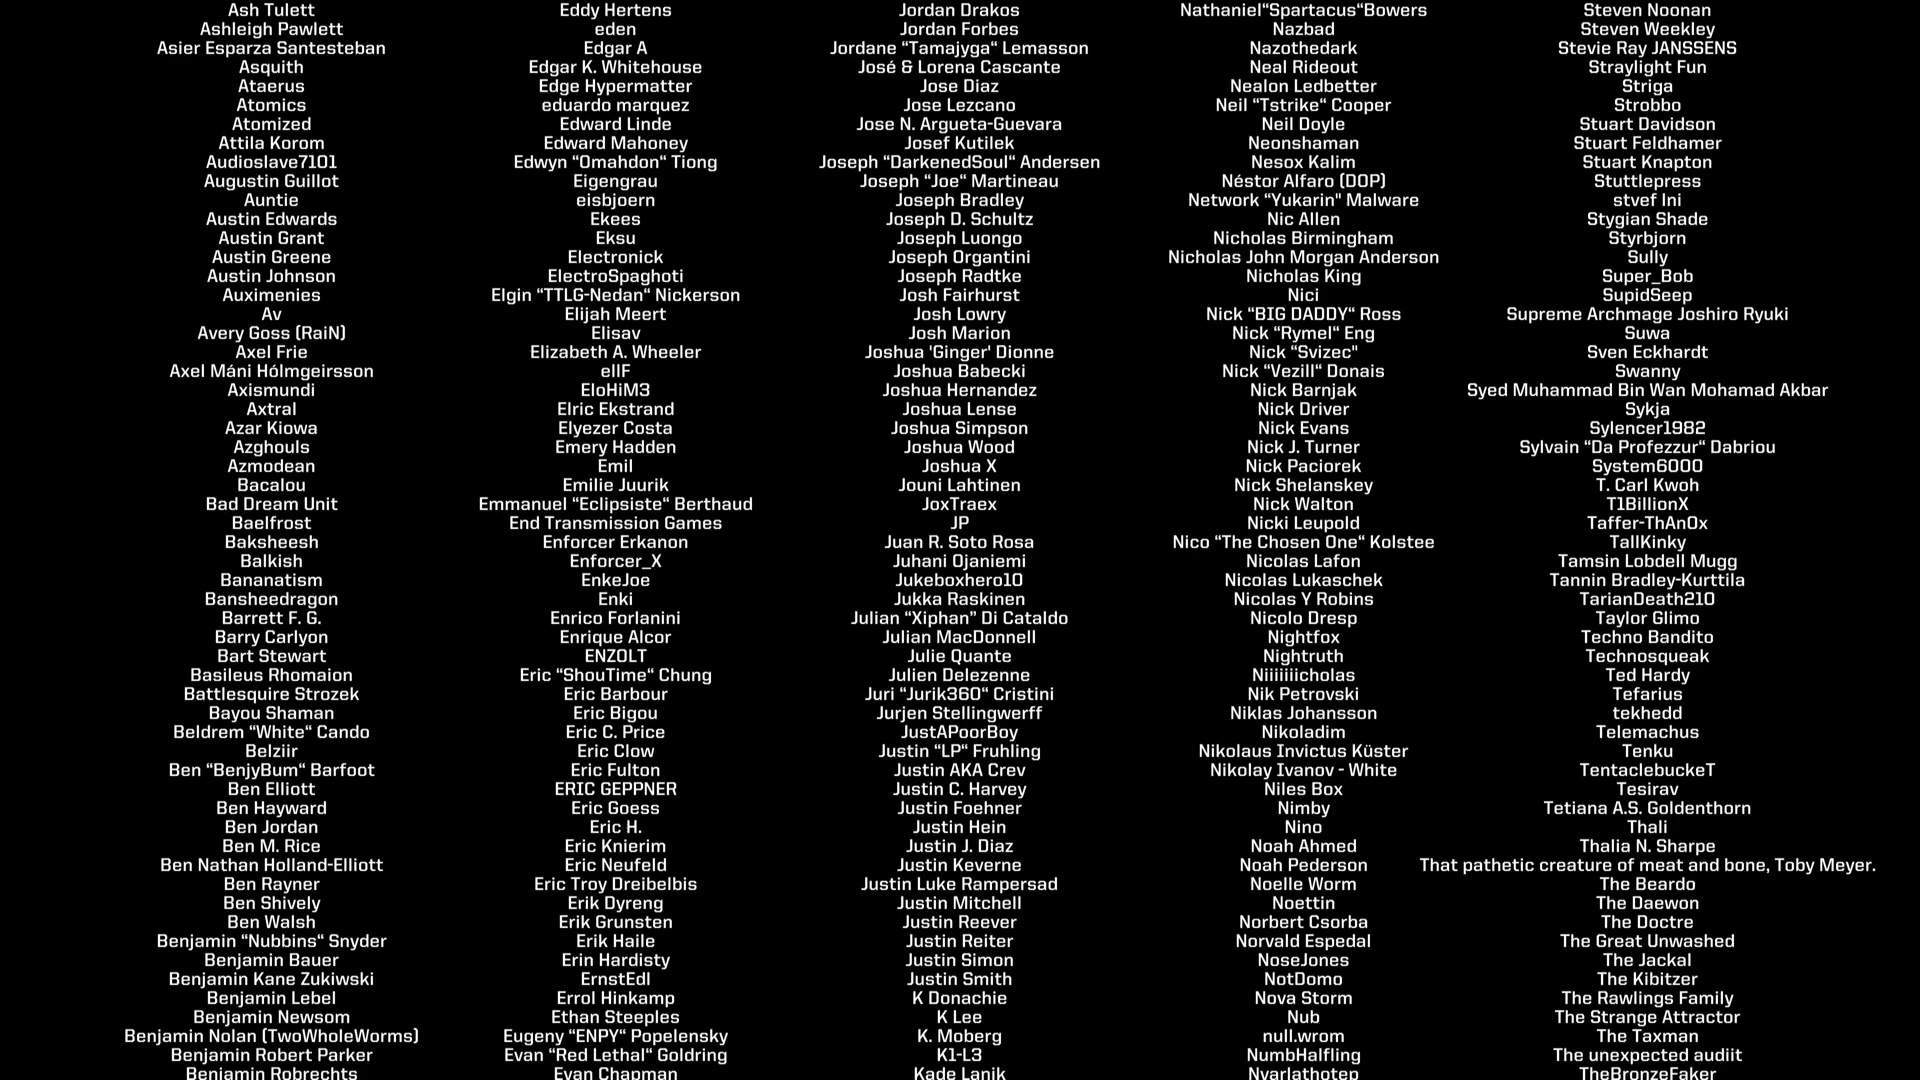 Ash Tulett
Ashleigh Pawlett
Asier Esparza Santesteban
Asquith
Ataerus
Atomics
Atomized
Attila Korom
Audioslave7101
Augustin Guillot
Auntie
Austin Edwards
Austin Grant
Austin Greene
Austin Johnson
Auximenies
Av
Avery Goss (RaiN)
Axel Frie
Axel Máni Hólmgeirsson
Axismundi
Axtral
Azar Kiowa
Azghouls
Azmodean
Bacalou
Bad Dream Unit
Baelfrost
Baksheesh
Balkish
Bananatism
Bansheedragon
Barrett F. G.
Barry Carlyon
Bart Stewart
Basileus Rhomaion
Battlesquire Strozek
Bayou Shaman
Beldrem “White“ Cando
Belziir
Ben “BenjyBum“ Barfoot
Ben Elliott
Ben Hayward
Ben Jordan
Ben M. Rice
Ben Nathan Holland-Elliott
Ben Rayner
Ben Shively
Ben Walsh
Benjamin “Nubbins“ Snyder
Benjamin Bauer
Benjamin Kane Zukiwski
Benjamin Lebel
Benjamin Newsom
Benjamin Nolan (TwoWholeWorms)
Benjamin Robert Parker
Benjamin Robrechts
Eddy Hertens
eden
Edgar A
Edgar K. Whitehouse
Edge Hypermatter
eduardo marquez
Edward Linde
Edward Mahoney
Edwyn “Omahdon“ Tiong
Eigengrau
eisbjoern
Ekees
Eksu
Electronick
ElectroSpaghoti
Elgin “TTLG-Nedan“ Nickerson
Elijah Meert
Elisav
Elizabeth A. Wheeler
ellF
EloHiM3
Elric Ekstrand
Elyezer Costa
Emery Hadden
Emil
Emilie Juurik
Emmanuel “Eclipsiste“ Berthaud
End Transmission Games
Enforcer Erkanon
Enforcer_X
EnkeJoe
Enki
Enrico Forlanini
Enrique Alcor
ENZOLT
Eric “ShouTime“ Chung
Eric Barbour
Eric Bigou
Eric C. Price
Eric Clow
Eric Fulton
ERIC GEPPNER
Eric Goess
Eric H.
Eric Knierim
Eric Neufeld
Eric Troy Dreibelbis
Erik Dyreng
Erik Grunsten
Erik Haile
Erin Hardisty
ErnstEdl
Errol Hinkamp
Ethan Steeples
Eugeny “ENPY“ Popelensky
Evan “Red Lethal“ Goldring
Evan Chapman
Jordan Drakos
Jordan Forbes
Jordane “Tamajyga“ Lemasson
José & Lorena Cascante
Jose Diaz
Jose Lezcano
Jose N. Argueta-Guevara
Josef Kutilek
Joseph “DarkenedSoul“ Andersen
Joseph “Joe“ Martineau
Joseph Bradley
Joseph D. Schultz
Joseph Luongo
Joseph Organtini
Joseph Radtke
Josh Fairhurst
Josh Lowry
Josh Marion
Joshua 'Ginger' Dionne
Joshua Babecki
Joshua Hernandez
Joshua Lense
Joshua Simpson
Joshua Wood
Joshua X
Jouni Lahtinen
JoxTraex
JP
Juan R. Soto Rosa
Juhani Ojaniemi
Jukeboxhero10
Jukka Raskinen
Julian “Xiphan” Di Cataldo
Julian MacDonnell
Julie Quante
Julien Delezenne
Juri “Jurik360“ Cristini
Jurjen Stellingwerff
JustAPoorBoy
Justin “LP“ Fruhling
Justin AKA Crev
Justin C. Harvey
Justin Foehner
Justin Hein
Justin J. Diaz
Justin Keverne
Justin Luke Rampersad
Justin Mitchell
Justin Reever
Justin Reiter
Justin Simon
Justin Smith
K Donachie
K Lee
K. Moberg
K1-L3
Kade Lanik
Nathaniel“Spartacus“Bowers
Nazbad
Nazothedark
Neal Rideout
Nealon Ledbetter
Neil “Tstrike“ Cooper
Neil Doyle
Neonshaman
Nesox Kalim
Néstor Alfaro (DOP)
Network “Yukarin" Malware
Nic Allen
Nicholas Birmingham
Nicholas John Morgan Anderson
Nicholas King
Nici
Nick “BIG DADDY“ Ross
Nick “Rymel“ Eng
Nick “Svizec"
Nick “Vezill“ Donais
Nick Barnjak
Nick Driver
Nick Evans
Nick J. Turner
Nick Paciorek
Nick Shelanskey
Nick Walton
Nicki Leupold
Nico “The Chosen One“ Kolstee
Nicolas Lafon
Nicolas Lukaschek
Nicolas Y Robins
Nicolo Dresp
Nightfox
Nightruth
Niiiiiicholas
Nik Petrovski
Niklas Johansson
Nikoladim
Nikolaus Invictus Küster
Nikolay Ivanov - White
Niles Box
Nimby
Nino
Noah Ahmed
Noah Pederson
Noelle Worm
Noettin
Norbert Csorba
Norvald Espedal
NoseJones
NotDomo
Nova Storm
Nub
null.wrom
NumbHalfling
Nyarlathotep
Steven Noonan
Steven Weekley
Stevie Ray JANSSENS
Straylight Fun
Striga
Strobbo
Stuart Davidson
Stuart Feldhamer
Stuart Knapton
Stuttlepress
stvef Ini
Stygian Shade
Styrbjorn
Sully
Super_Bob
SupidSeep
Supreme Archmage Joshiro Ryuki
Suwa
Sven Eckhardt
Swanny
Syed Muhammad Bin Wan Mohamad Akbar
Sykja
Sylencer1982
Sylvain “Da Profezzur“ Dabriou
System6000
T. Carl Kwoh
T1BillionX
Taffer-ThAnOx
TallKinky
Tamsin Lobdell Mugg
Tannin Bradley-Kurttila
TarianDeath210
Taylor Glimo
Techno Bandito
Technosqueak
Ted Hardy
Tefarius
tekhedd
Telemachus
Tenku
TentaclebuckeT
Tesirav
Tetiana A.S. Goldenthorn
Thali
Thalia N. Sharpe
That pathetic creature of meat and bone, Toby Meyer.
The Beardo
The Daewon
The Doctre
The Great Unwashed
The Jackal
The Kibitzer
The Rawlings Family
The Strange Attractor
The Taxman
The unexpected audiit
TheBronzeFaker